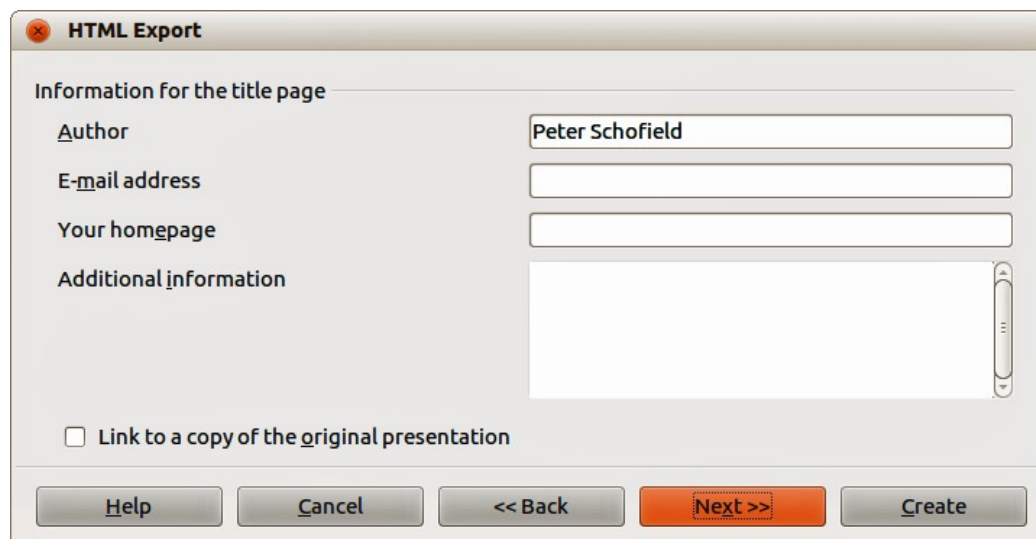 HTML Export
Information for the title page
Author Peter Schofield
E-mail address
Your homepage
Additional information
Link to a copy of the original presentation
Help Cancel << Back Next >> Create